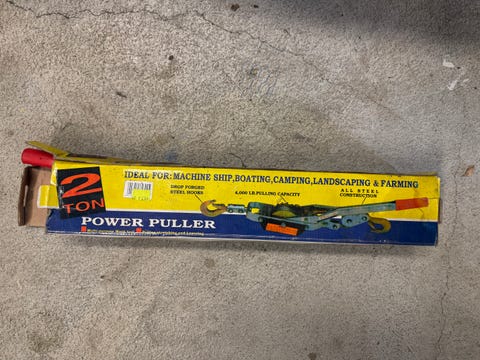 2
TON
IDEAL FOR: MACHINE SHIP, BOATING, CAMPING, LANDSCAPING & FARMING
DROP FORGED
STEEL HOOKS
4,000 LB.PULLING CAPACITY
ALL STEEL
CONSTRUCTION
POWER PULLER